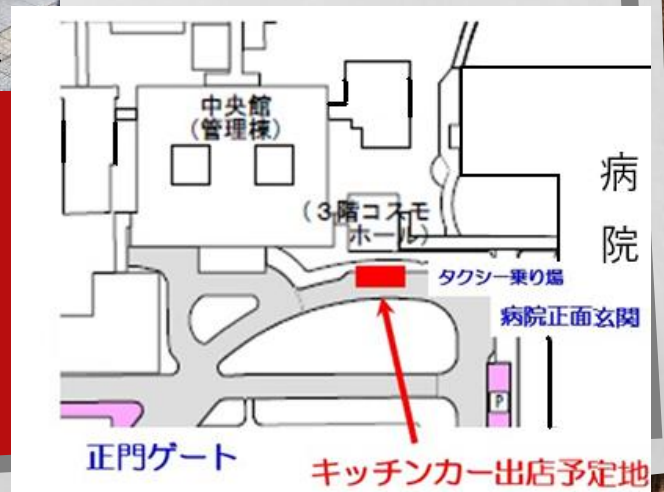 中央館
(管理棟)
病院
(3階コスモ
ホール)
タクシー乗り場
病院正面玄関
P
正門ゲート
キッチンカー出店予定地